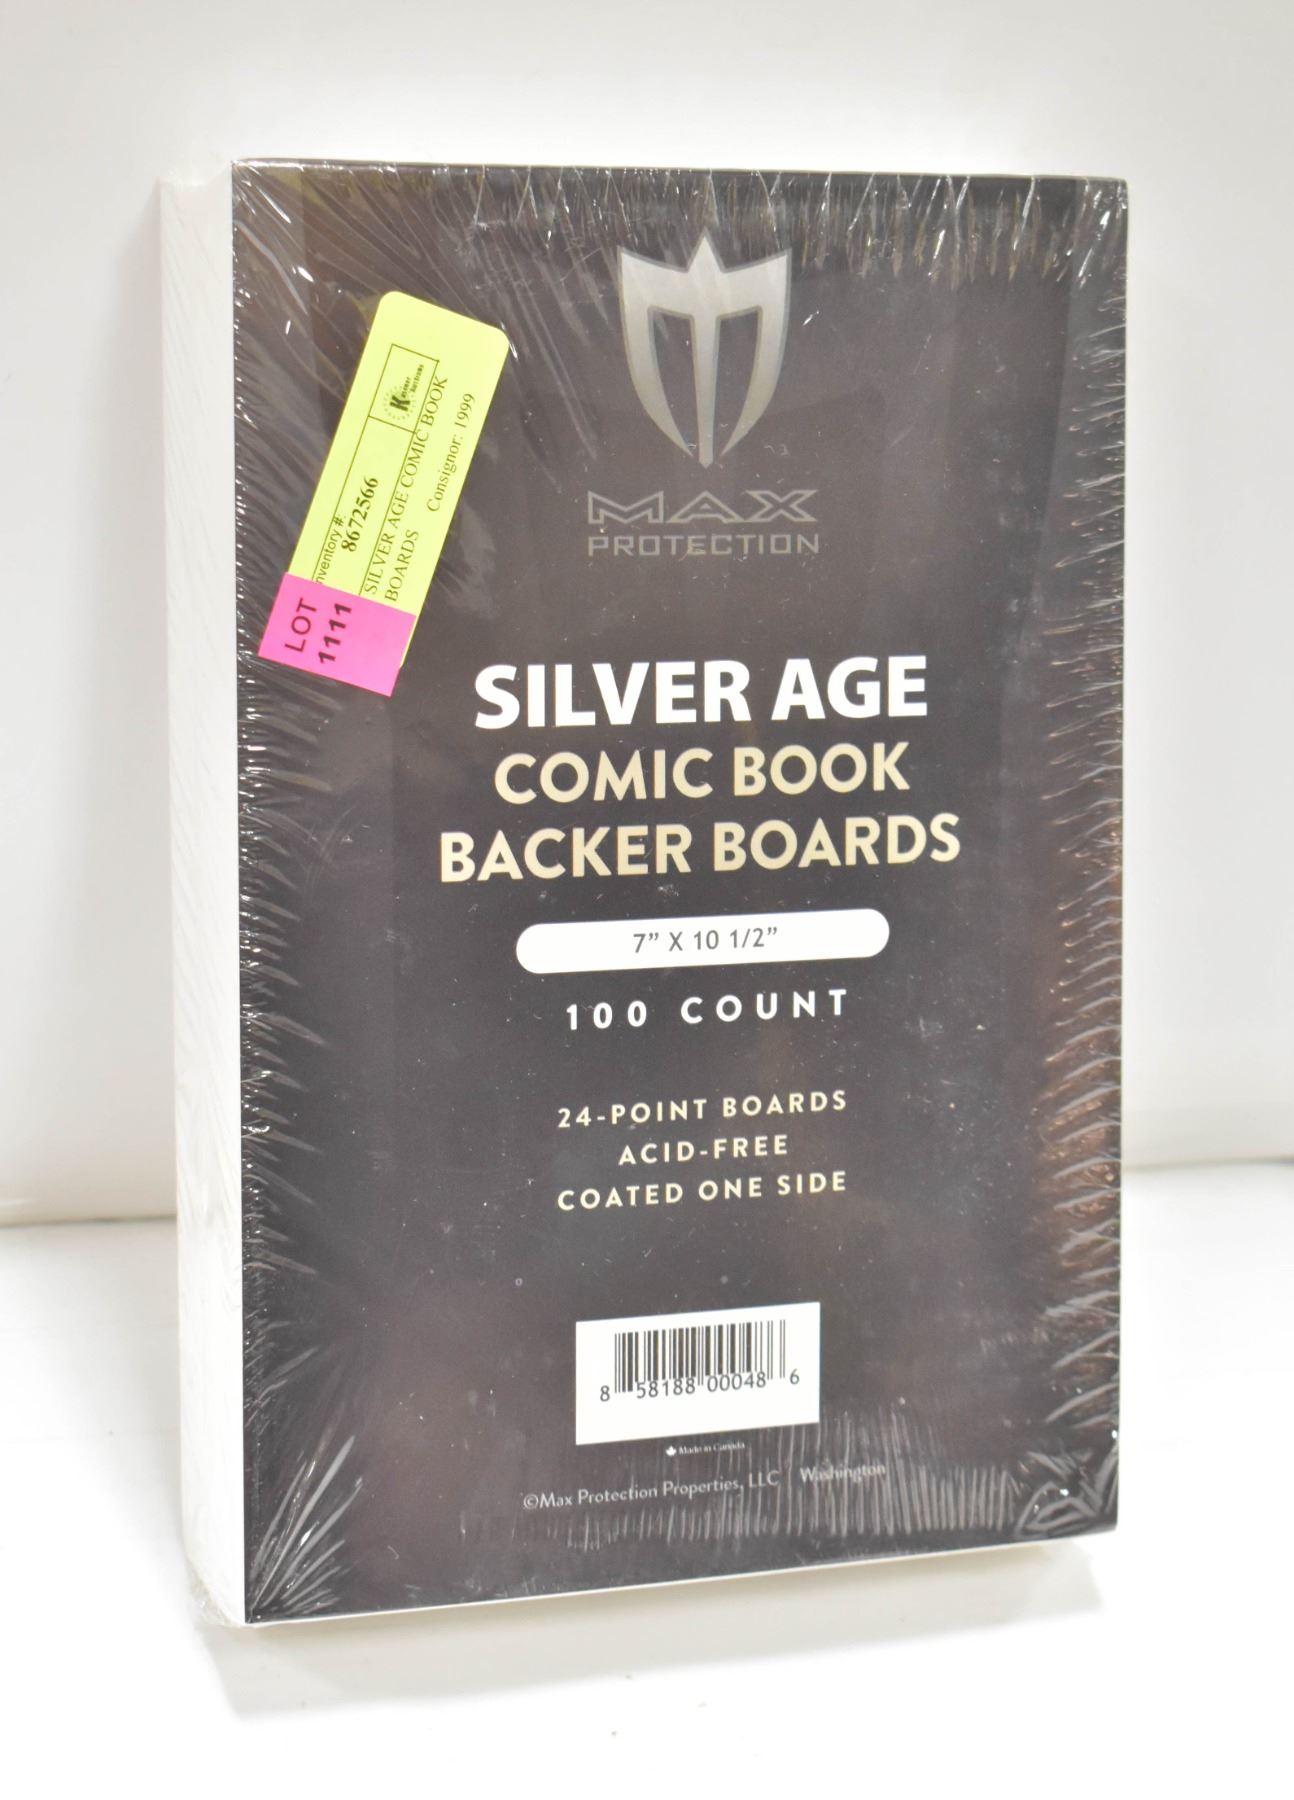 MAX
PROTECTION
Kastner
Auctions
Inventory #:
8672566
SILVER AGE COMIC BOOK
BOARDS
Consignor: 1999
LOT
1111
SILVER AGE
COMIC BOOK
BACKER BOARDS
7” X 10 1/2”
100 COUNT
24-POINT BOARDS
ACID-FREE
COATED ONE SIDE
8 58188 00048 6
Made in Canada
©Max Protection Properties, LLC Washington